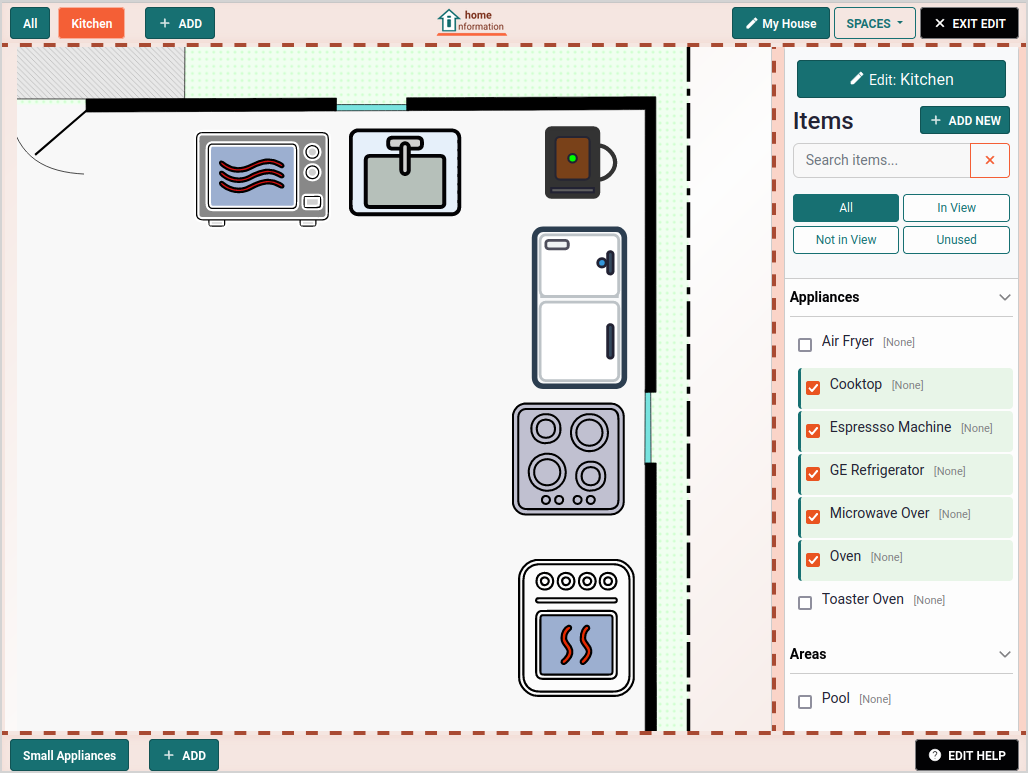 All
Kitchen
ADD
home
information
My House
SPACES
EXIT EDIT
Edit: Kitchen
Items
ADD NEW
Search items...
All
In View
Not in View
Unused
Appliances
Air Fryer [None]
Cooktop [None]
Espressso Machine [None]
GE Refrigerator [None]
Microwave Over [None]
Oven [None]
Toaster Oven [None]
Areas
Pool [None]
Small Appliances
ADD
EDIT HELP